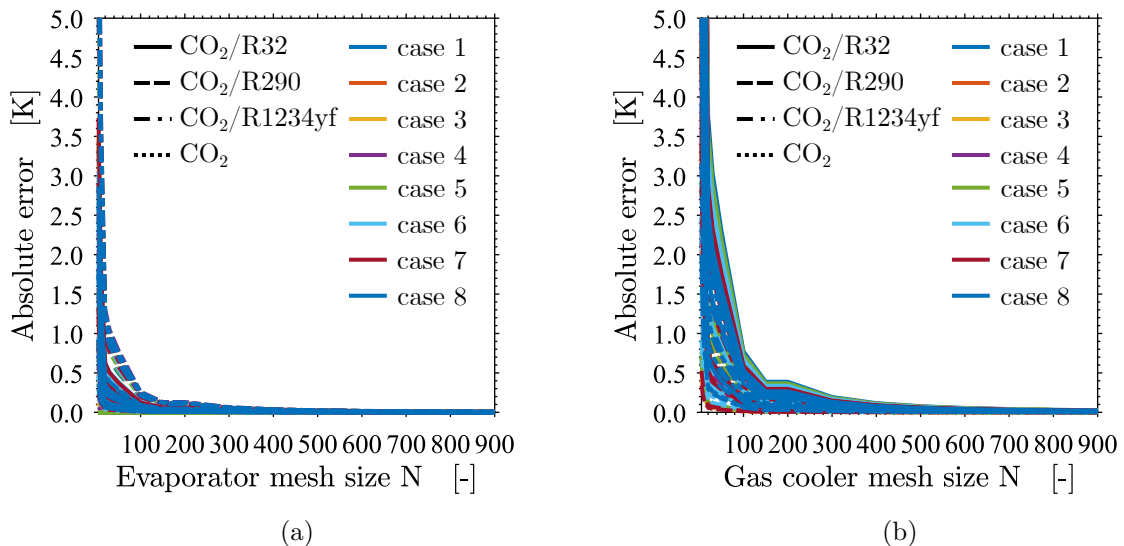 5.0
4.5
4.0
3.5
3.0
2.5
2.0
1.5
1.0
0.5
0.0
Absolute error [K]
CO₂/R32
CO₂/R290
CO₂/R1234yf
CO₂
case 1
case 2
case 3
case 4
case 5
case 6
case 7
case 8
100 200 300 400 500 600 700 800 900
Evaporator mesh size N [-]
(a)
5.0
4.5
4.0
3.5
3.0
2.5
2.0
1.5
1.0
0.5
0.0
Absolute error [K]
CO₂/R32
CO₂/R290
CO₂/R1234yf
CO₂
case 1
case 2
case 3
case 4
case 5
case 6
case 7
case 8
100 200 300 400 500 600 700 800 900
Gas cooler mesh size N [-]
(b)